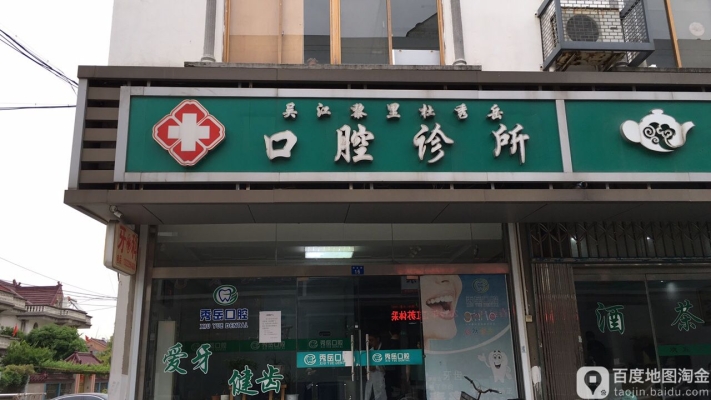 吴江黎里杜秀岳
口腔诊所
牙科
秀岳口腔
XIU YUE DENTAL
爱牙
健齿
秀岳口腔
秀岳口腔
酒 茶
百度地图淘金
taojin.baidu.com